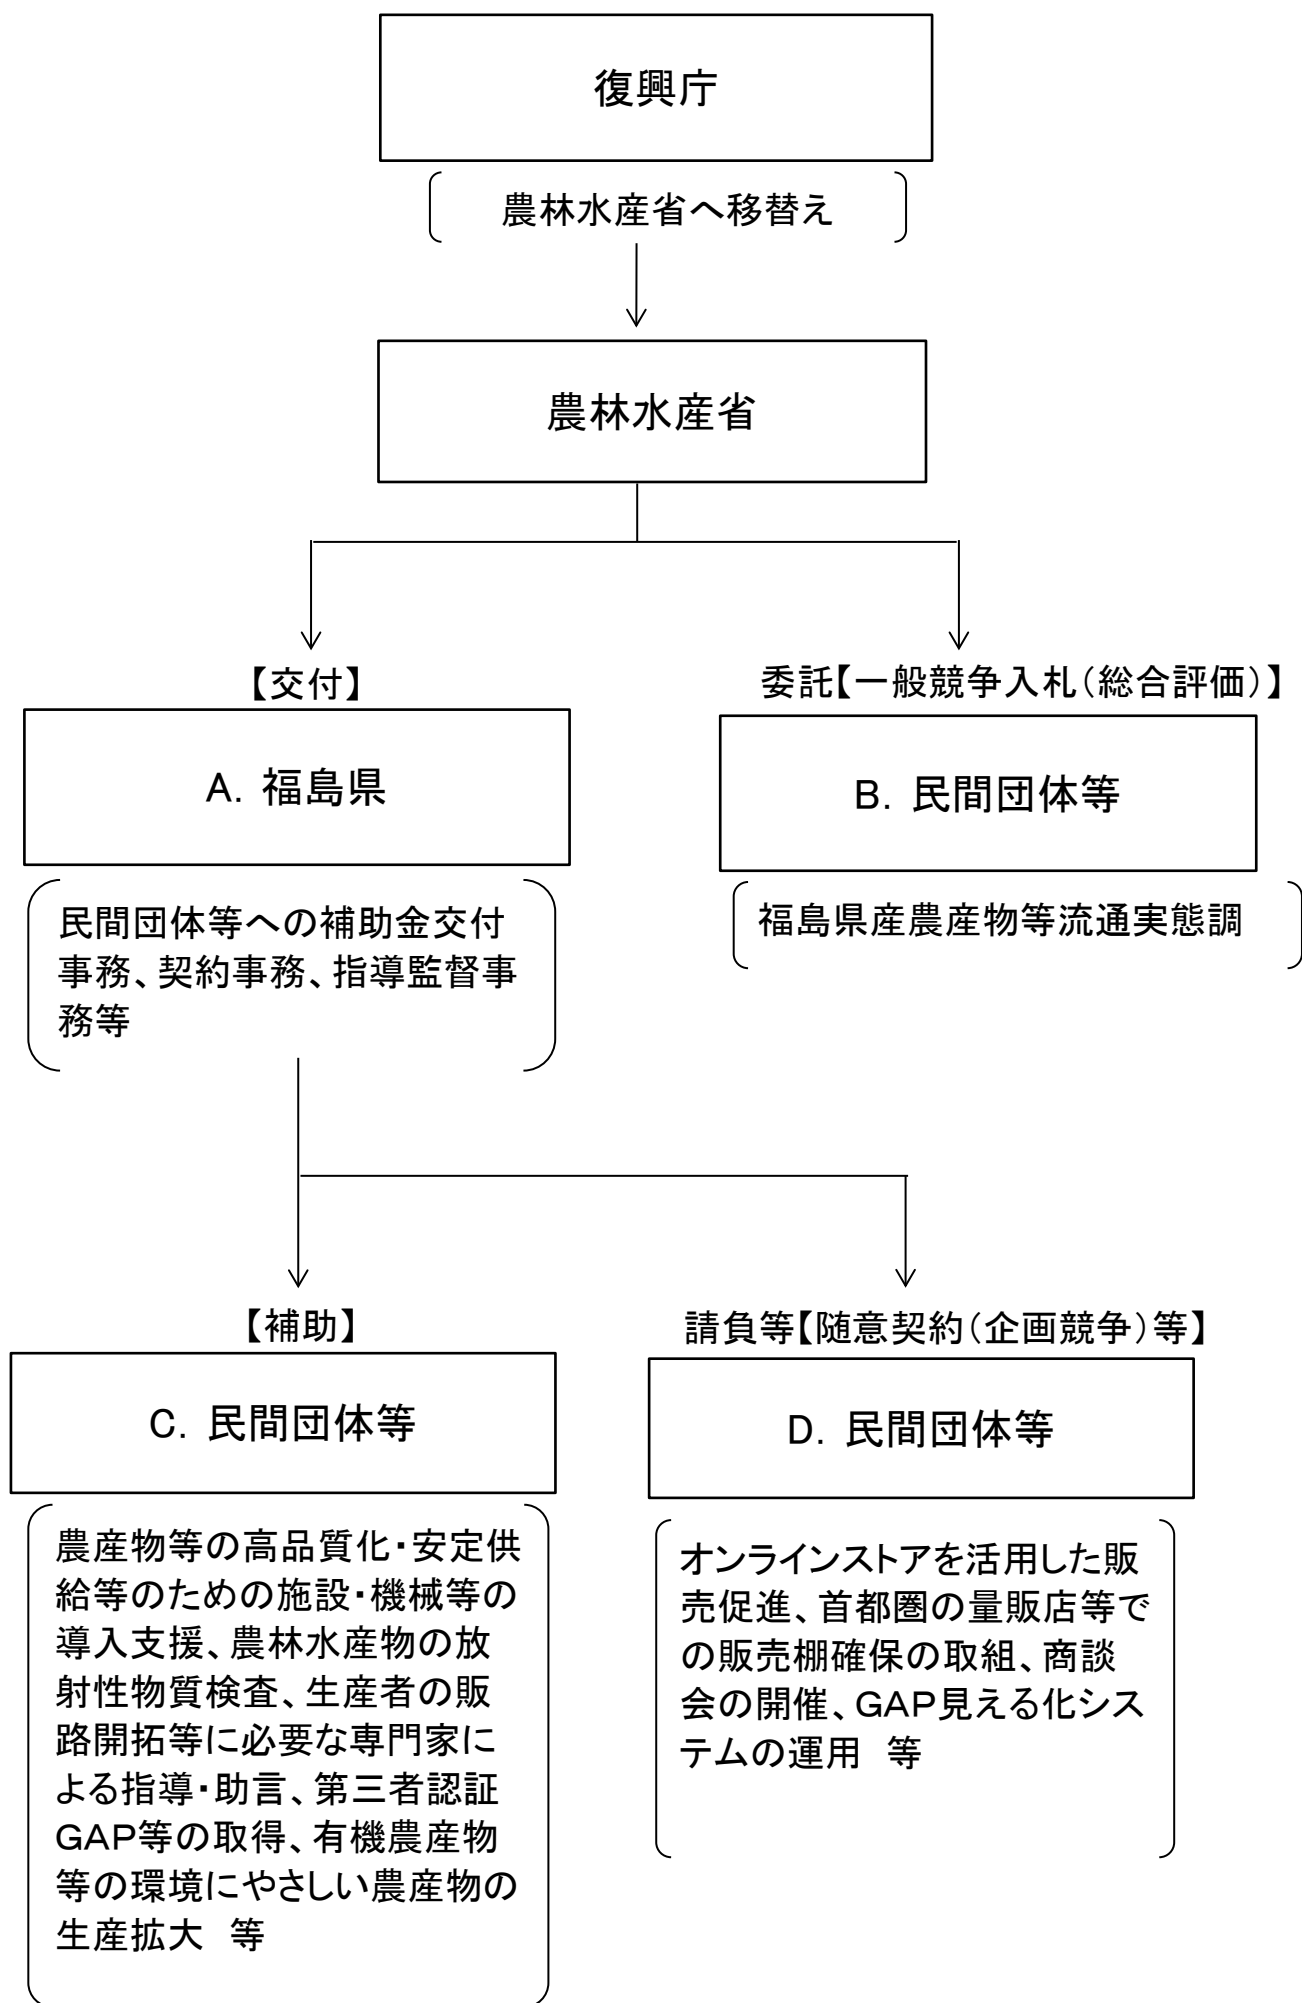 復興庁
農林水産省へ移替え
農林水産省
【交付】
委託【一般競争入札（総合評価）】
A. 福島県
B. 民間団体等
民間団体等への補助金交付
事務、契約事務、指導監督事
務等
福島県産農産物等流通実態調
【補助】
請負等【随意契約（企画競争）等】
C. 民間団体等
D. 民間団体等
農産物等の高品質化・安定供
給等のための施設・機械等の
導入支援、農林水産物の放
射性物質検査、生産者の販
路開拓等に必要な専門家に
よる指導・助言、第三者認証
GAP等の取得、有機農産物
等の環境にやさしい農産物の
生産拡大　等
オンラインストアを活用した販
売促進、首都圏の量販店等で
の販売棚確保の取組、商談
会の開催、GAP見える化シス
テムの運用　等